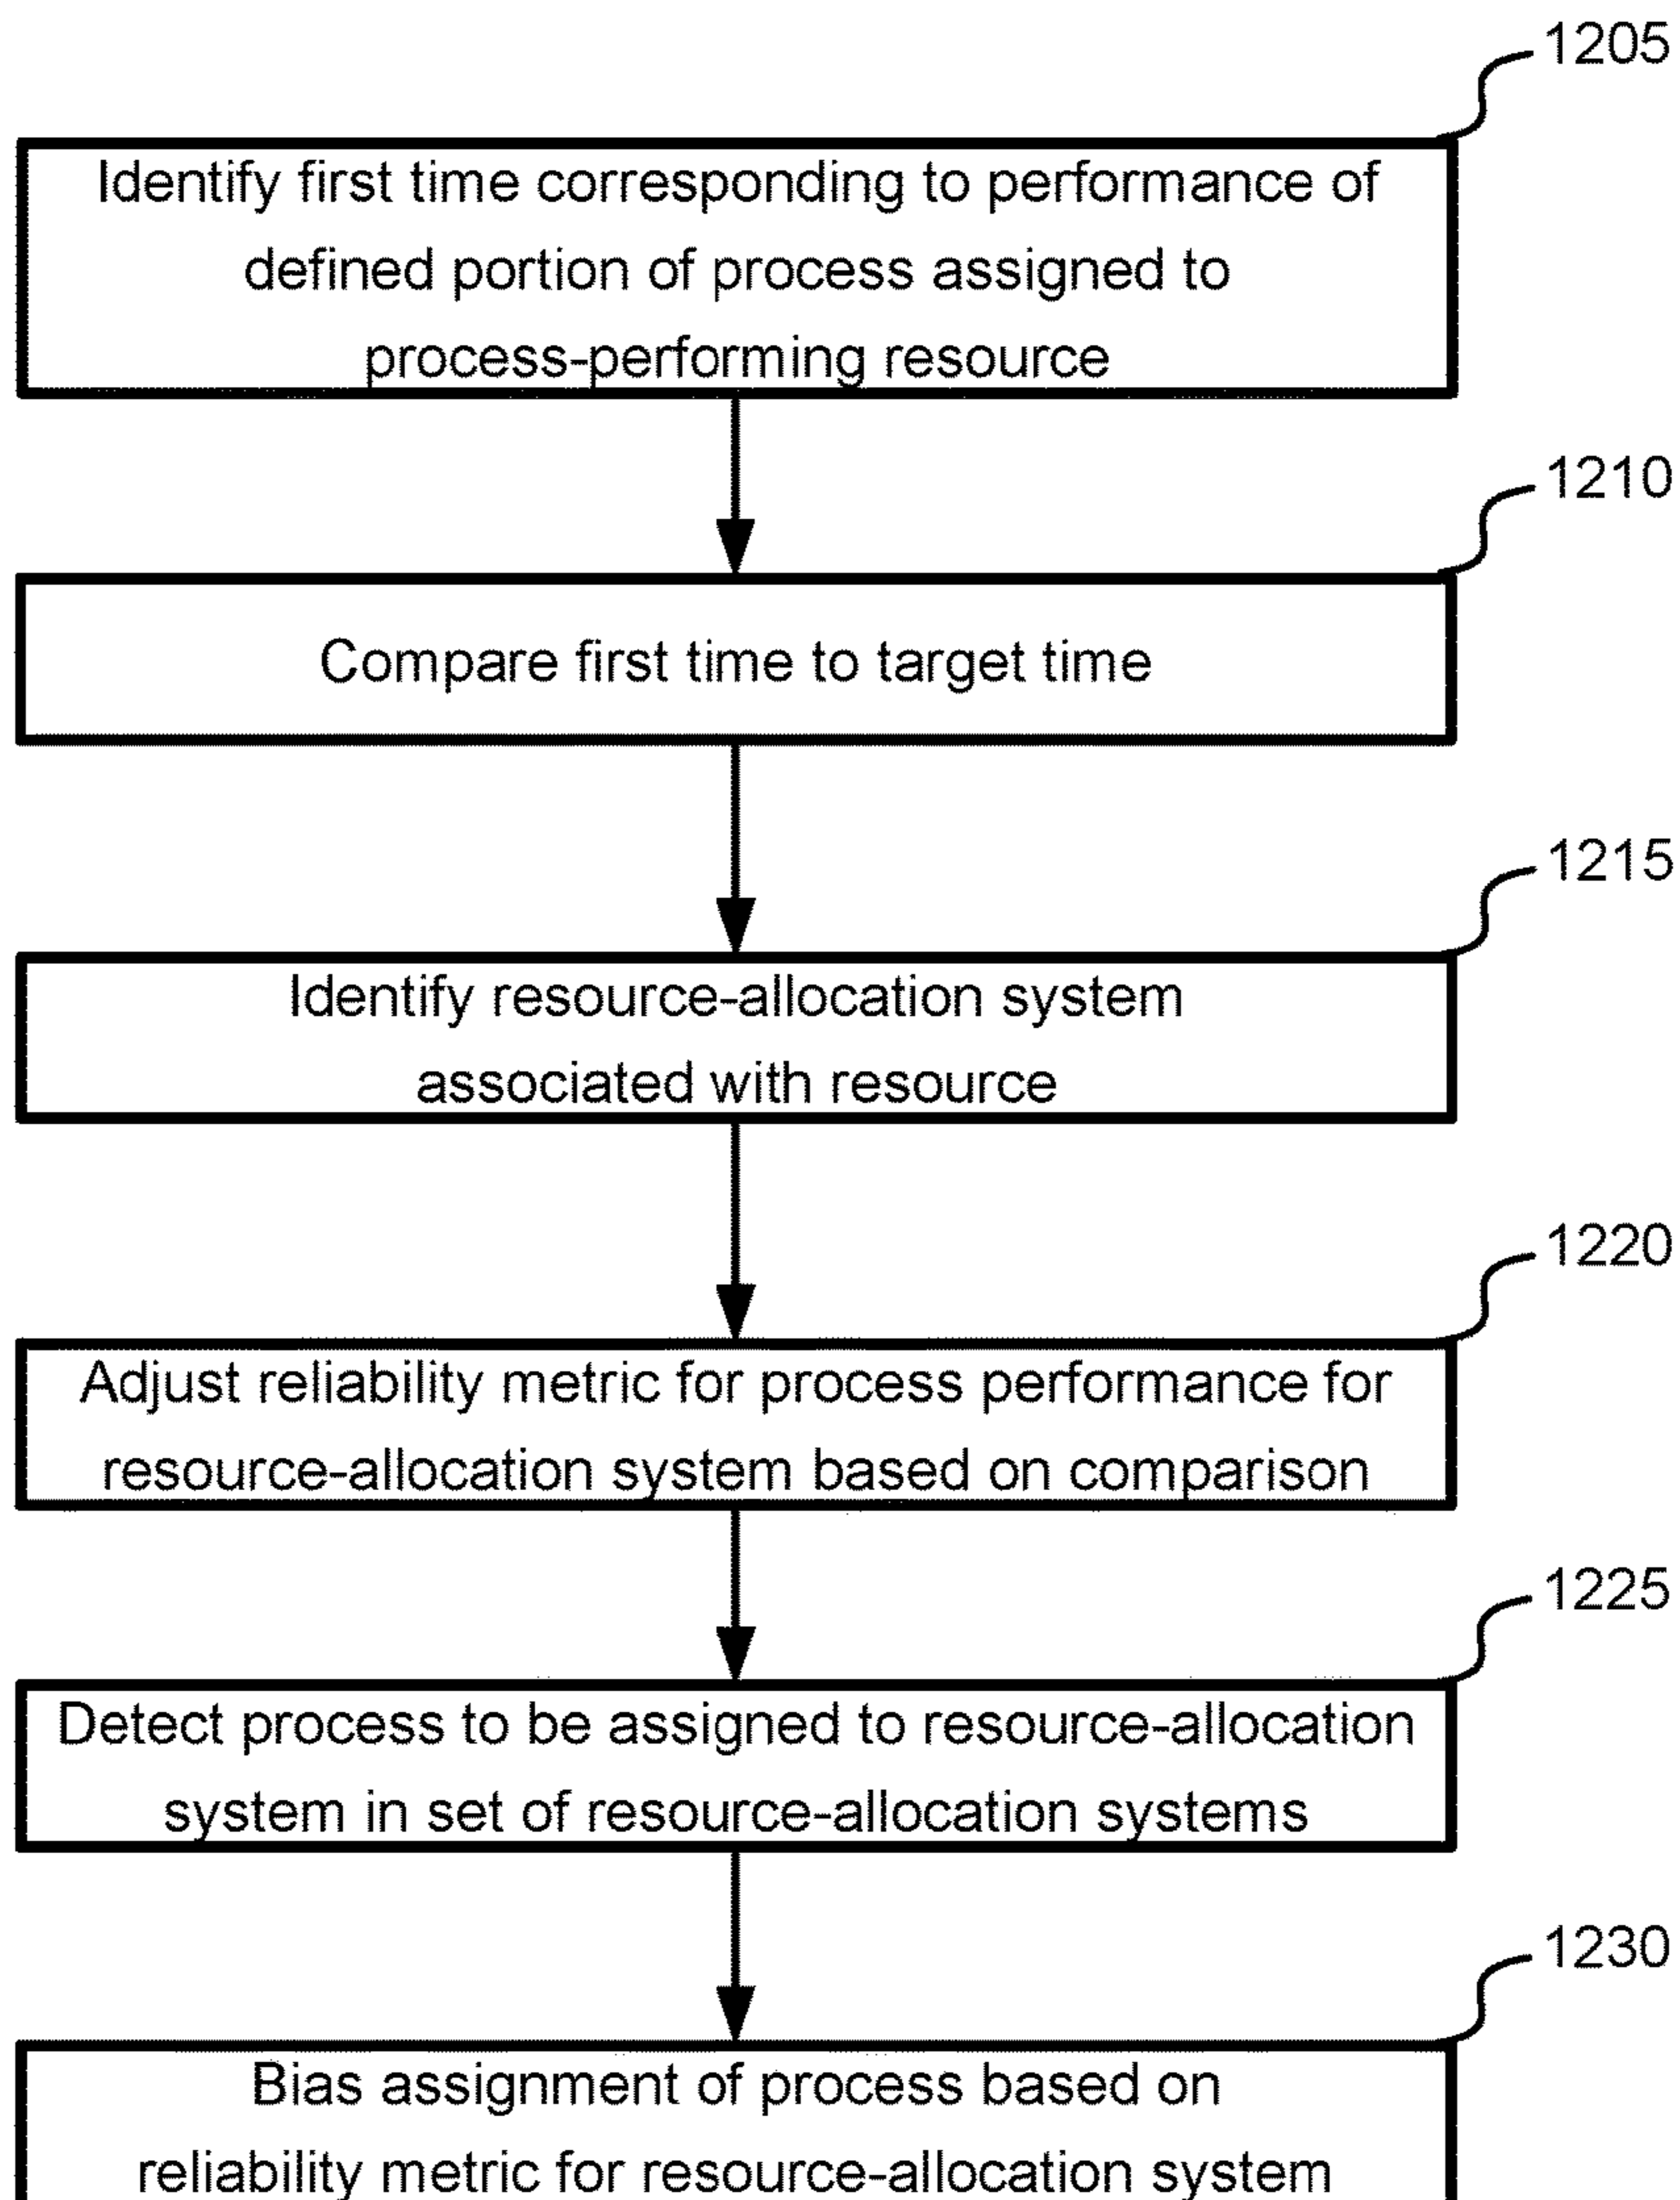 1205
Identify first time corresponding to performance of
defined portion of process assigned to
process-performing resource
1210
Compare first time to target time
1215
Identify resource-allocation system
associated with resource
1220
Adjust reliability metric for process performance for
resource-allocation system based on comparison
1225
Detect process to be assigned to resource-allocation
system in set of resource-allocation systems
1230
Bias assignment of process based on
reliability metric for resource-allocation system